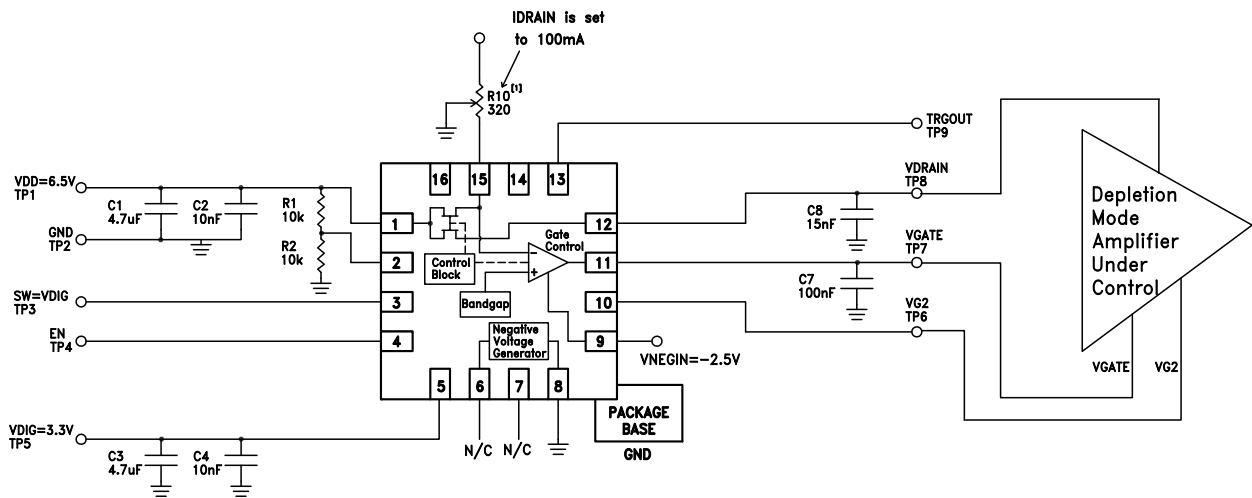 IDRAIN is set
to 100mA
R10[1]
320
TRGOUT
TP9
VDD=6.5V
TP1
C1
4.7uF
C2
10nF
R1
10k
GND
TP2
R2
10k
SW=VDIG
TP3
EN
TP4
VDIG=3.3V
TP5
C3
4.7uF
C4
10nF
16
15
14
13
1
2
3
4
5
6
7
8
12
11
10
9
Gate
Control
Control
Block
Bandgap
Negative
Voltage
Generator
N/C
N/C
VNEGIN=-2.5V
PACKAGE
BASE
GND
VDRAIN
TP8
C8
15nF
VGATE
TP7
C7
100nF
VG2
TP6
Depletion
Mode
Amplifier
Under
Control
VGATE
VG2